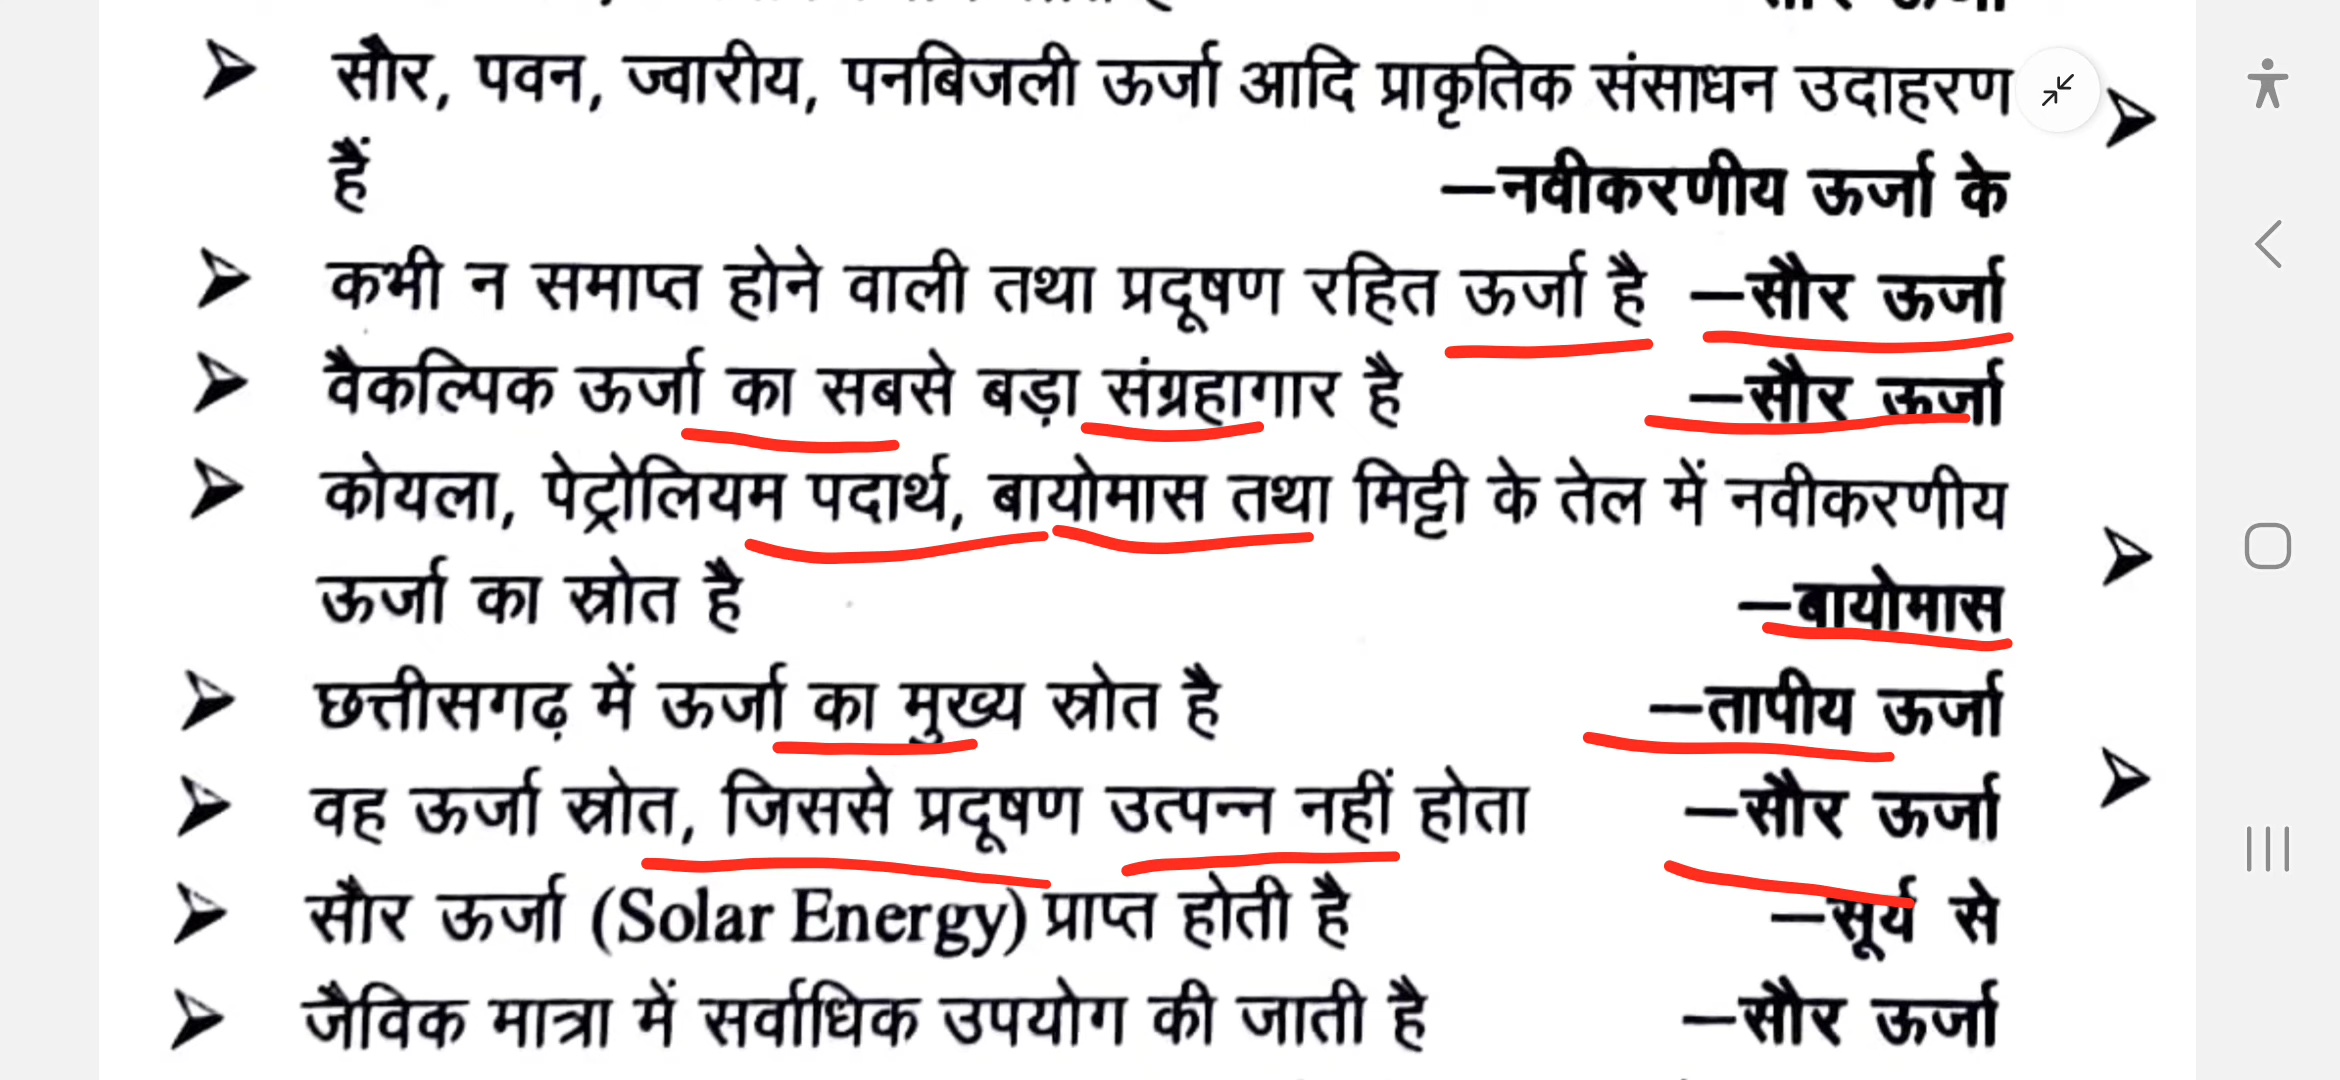 ➤ सौर, पवन, ज्वारीय, पनबिजली ऊर्जा आदि प्राकृतिक संसाधन उदाहरण
हैं —नवीकरणीय ऊर्जा के
➤ कभी न समाप्त होने वाली तथा प्रदूषण रहित ऊर्जा है —सौर ऊर्जा
➤ वैकल्पिक ऊर्जा का सबसे बड़ा संग्रहागार है —सौर ऊर्जा
➤ कोयला, पेट्रोलियम पदार्थ, बायोमास तथा मिट्टी के तेल में नवीकरणीय
ऊर्जा का स्रोत है —बायोमास
➤ छत्तीसगढ़ में ऊर्जा का मुख्य स्रोत है —तापीय ऊर्जा
➤ वह ऊर्जा स्रोत, जिससे प्रदूषण उत्पन्न नहीं होता —सौर ऊर्जा
➤ सौर ऊर्जा (Solar Energy) प्राप्त होती है —सूर्य से
➤ जैविक मात्रा में सर्वाधिक उपयोग की जाती है —सौर ऊर्जा